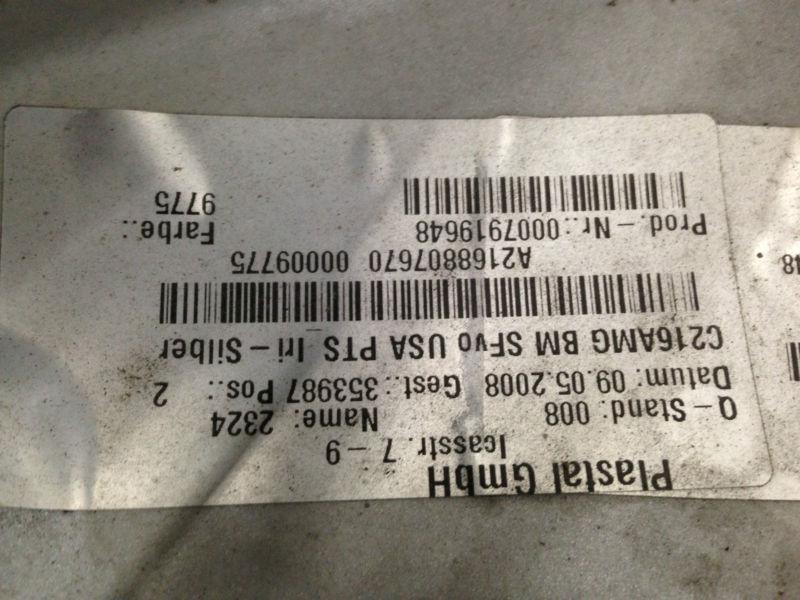 Plastal GmbH
Icasstr. 7 – 9
Q – Stand: 008 Name: 2324
Datum: 09.05.2008 Gest.: 353987 Pos.: 2
C216AMG BM SFvo USA PTS Iri – Silber
A2168807670 00009775
Prod. – Nr.:0007919648 Farbe.:
9775
48